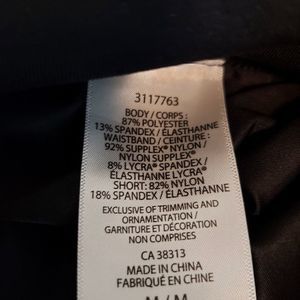 3117763
BODY / CORPS :
87% POLYESTER
13% SPANDEX / ÉLASTHANNE
WAISTBAND / CEINTURE :
92% SUPPLEX® NYLON /
NYLON SUPPLEX®
8% LYCRA® SPANDEX /
ÉLASTHANNE LYCRA®
SHORT: 82% NYLON
18% SPANDEX / ÉLASTHANNE
EXCLUSIVE OF TRIMMING AND
ORNAMENTATION /
GARNITURE ET DÉCORATION
NON COMPRISES
CA 38313
MADE IN CHINA
FABRIQUÉ EN CHINE
M / M